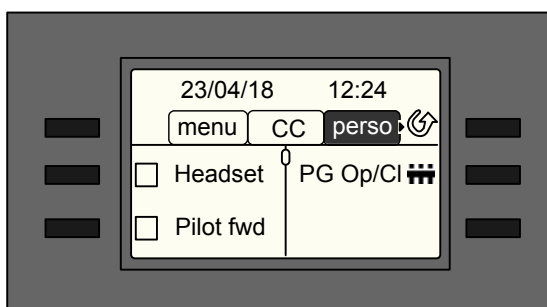 23/04/18 12:24
menu CC perso
Headset PG Op/Cl
Pilot fwd